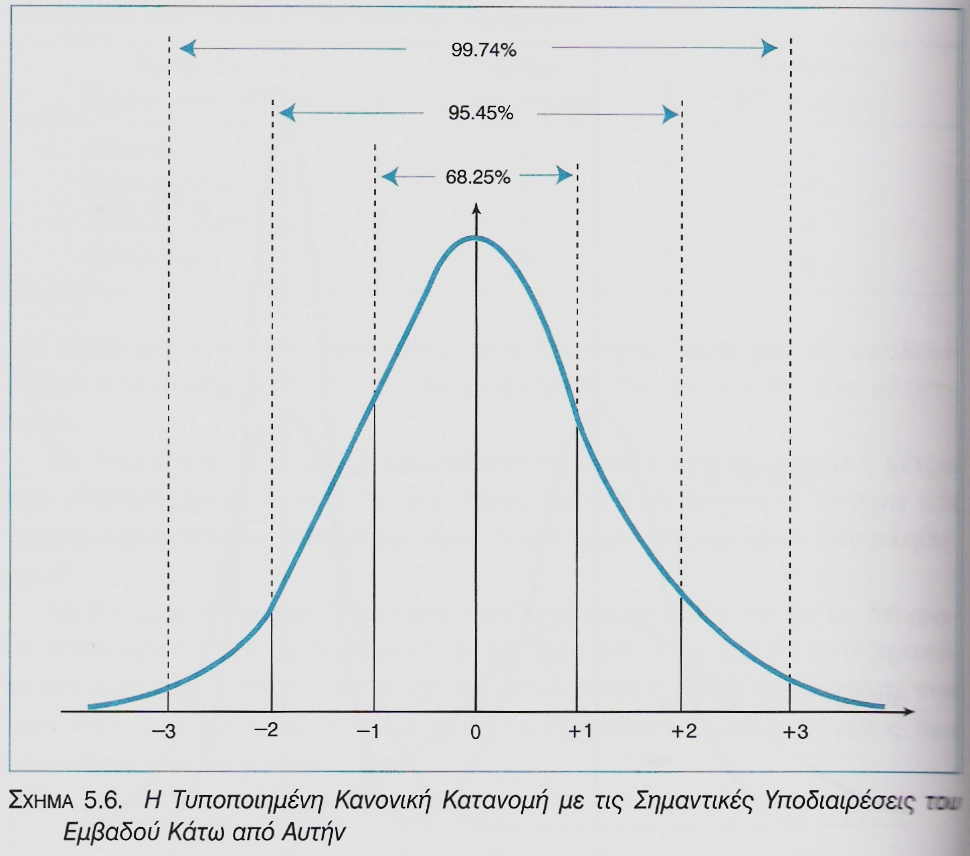 99.74%
95.45%
68.25%
−3 −2 −1 0 +1 +2 +3
ΣΧΗΜΑ 5.6. Η Τυποποιημένη Κανονική Κατανομή με τις Σημαντικές Υποδιαιρέσεις του
Εμβαδού Κάτω από Αυτήν